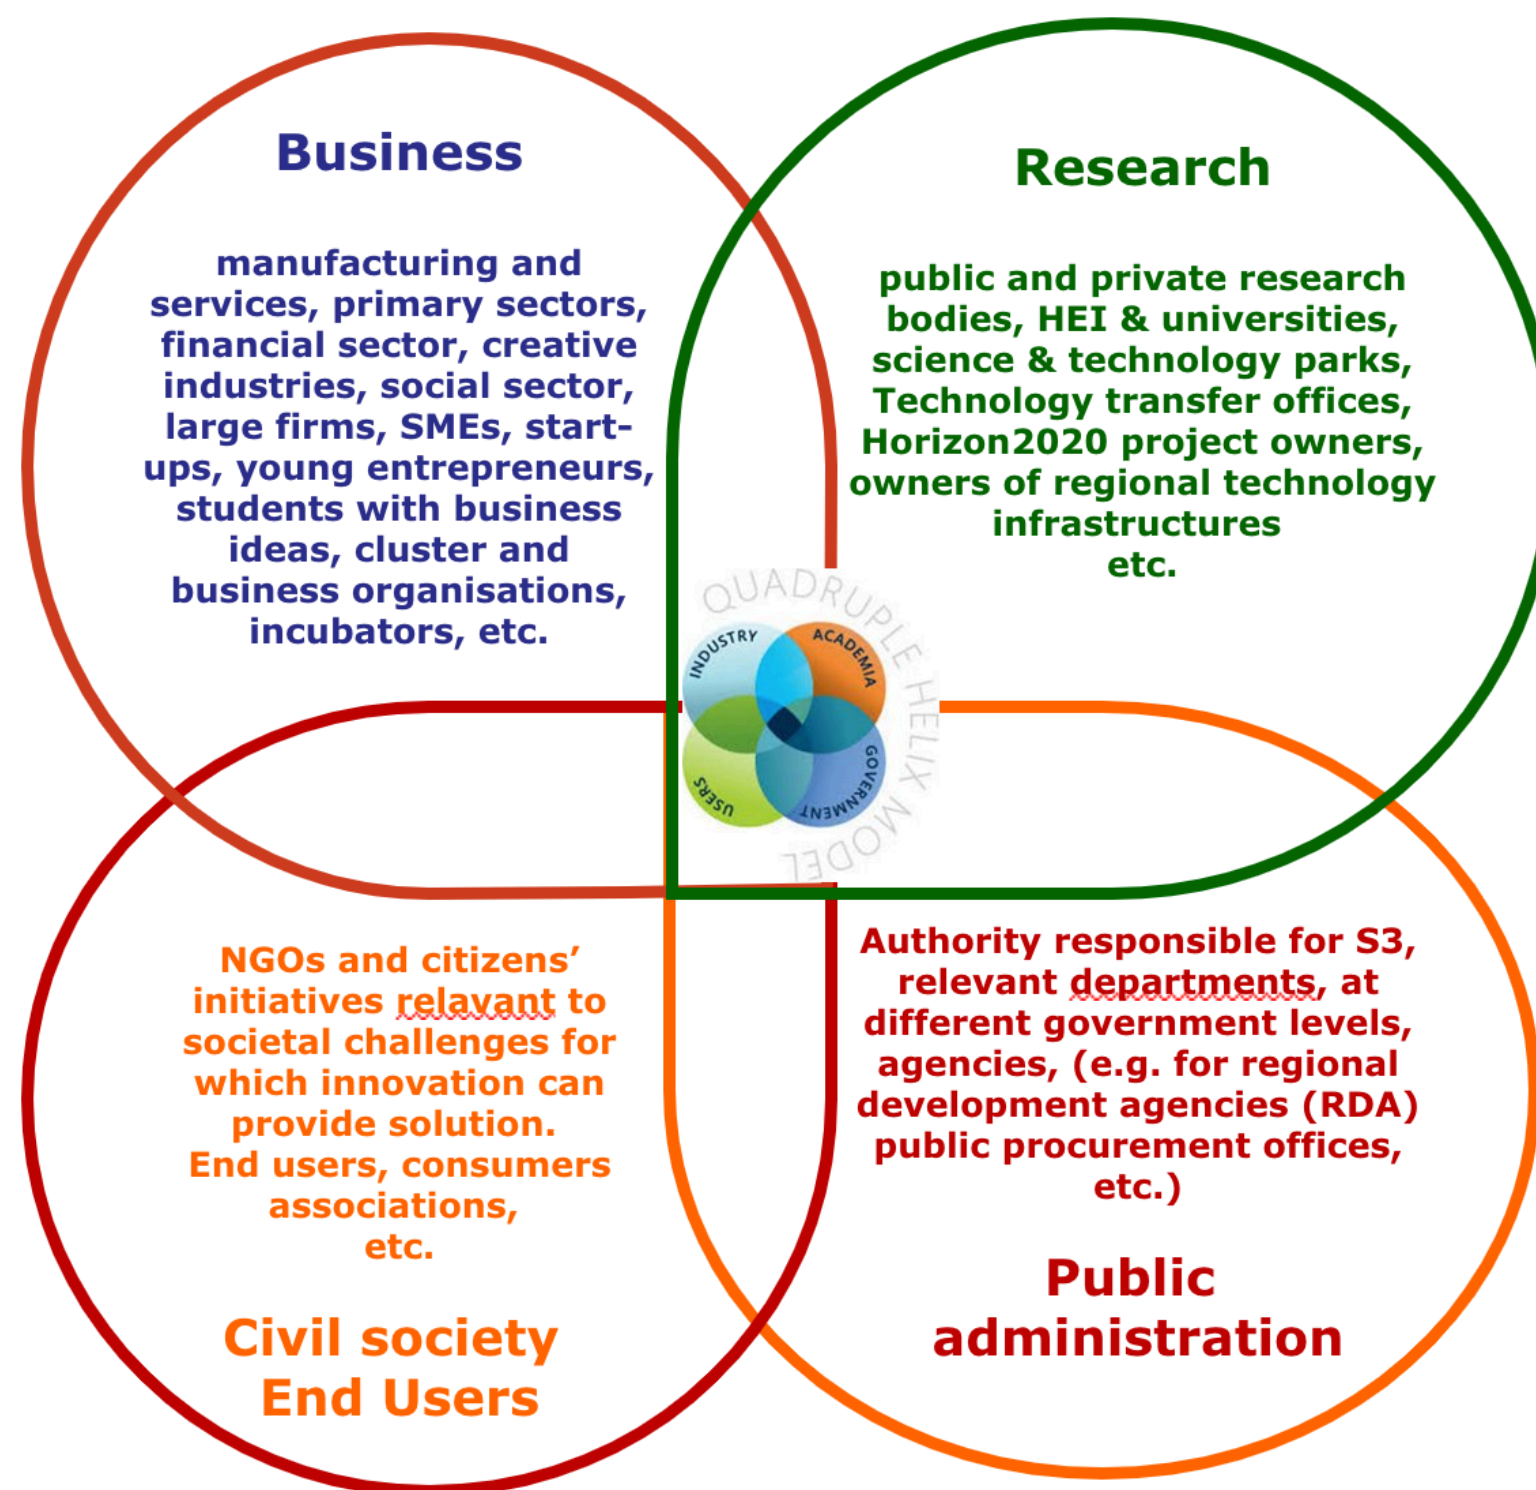 Business
manufacturing and
services, primary sectors,
financial sector, creative
industries, social sector,
large firms, SMEs, start-
ups, young entrepreneurs,
students with business
ideas, cluster and
business organisations,
incubators, etc.
Research
public and private research
bodies, HEI & universities,
science & technology parks,
Technology transfer offices,
Horizon2020 project owners,
owners of regional technology
infrastructures
etc.
QUADRUPLE HELIX MODEL
INDUSTRY
ACADEMIA
USERS
GOVERNMENT
NGOs and citizens’
initiatives relavant to
societal challenges for
which innovation can
provide solution.
End users, consumers
associations,
etc.
Civil society
End Users
Authority responsible for S3,
relevant departments, at
different government levels,
agencies, (e.g. for regional
development agencies (RDA)
public procurement offices,
etc.)
Public
administration